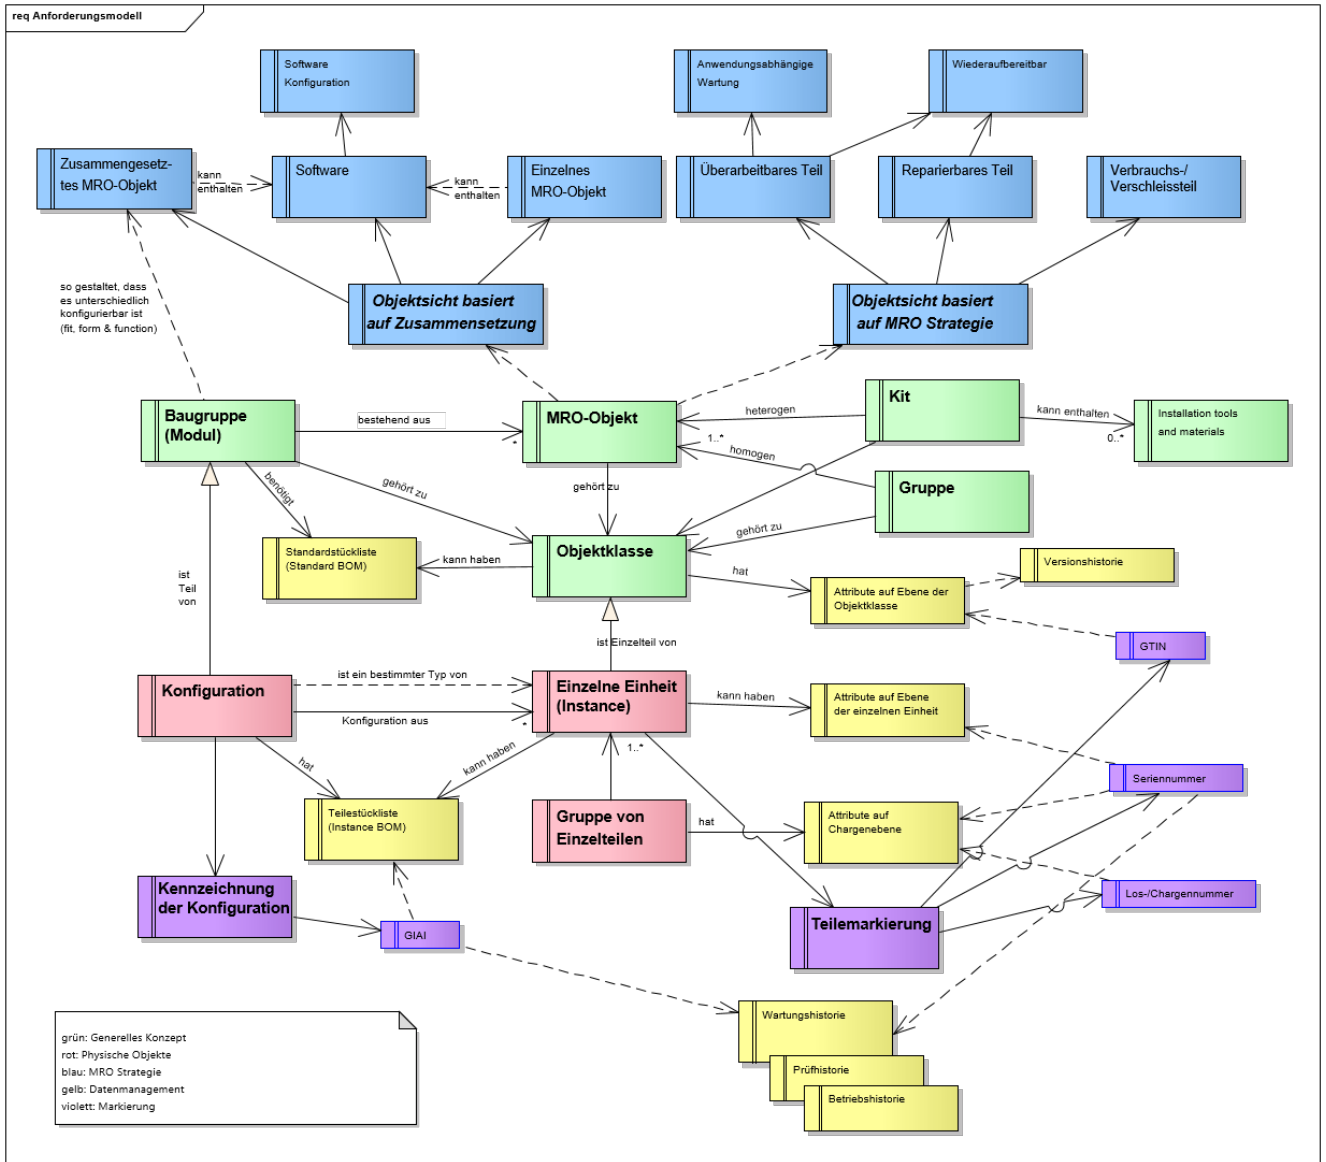 req Anforderungsmodell
Software
Konfiguration
Anwendungsabhängige
Wartung
Wiederaufbereitbar
Zusammengesetz-
tes MRO-Objekt
kann
enthalten
Software
kann
enthalten
Einzelnes
MRO-Objekt
Überarbeitbares Teil
Reparierbares Teil
Verbrauchs-/
Verschleissteil
so gestaltet, dass
es unterschiedlich
konfigurierbar ist
(fit, form & function)
Objektsicht basiert
auf Zusammensetzung
Objektsicht basiert
auf MRO Strategie
Baugruppe
(Modul)
bestehend aus
*
MRO-Objekt
heterogen
1..*
homogen
Kit
kann enthalten
0..*
Installation tools
and materials
benötigt
gehört zu
gehört zu
Gruppe
gehört zu
Standardstückliste
(Standard BOM)
kann haben
Objektklasse
hat
Attribute auf Ebene der
Objektklasse
Versionshistorie
ist
Teil
von
ist Einzelteil von
GTIN
Konfiguration
ist ein bestimmter Typ von
Konfiguration aus
*
Einzelne Einheit
(Instance)
kann haben
Attribute auf Ebene
der einzelnen Einheit
hat
kann haben
1..*
Seriennummer
Teilestückliste
(Instance BOM)
Gruppe von
Einzelteilen
hat
Attribute auf
Chargenebene
Kennzeichnung
der Konfiguration
GIAI
Teilemarkierung
Los-/Chargennummer
Wartungshistorie
Prüfhistorie
Betriebshistorie
grün: Generelles Konzept
rot: Physische Objekte
blau: MRO Strategie
gelb: Datenmanagement
violett: Markierung